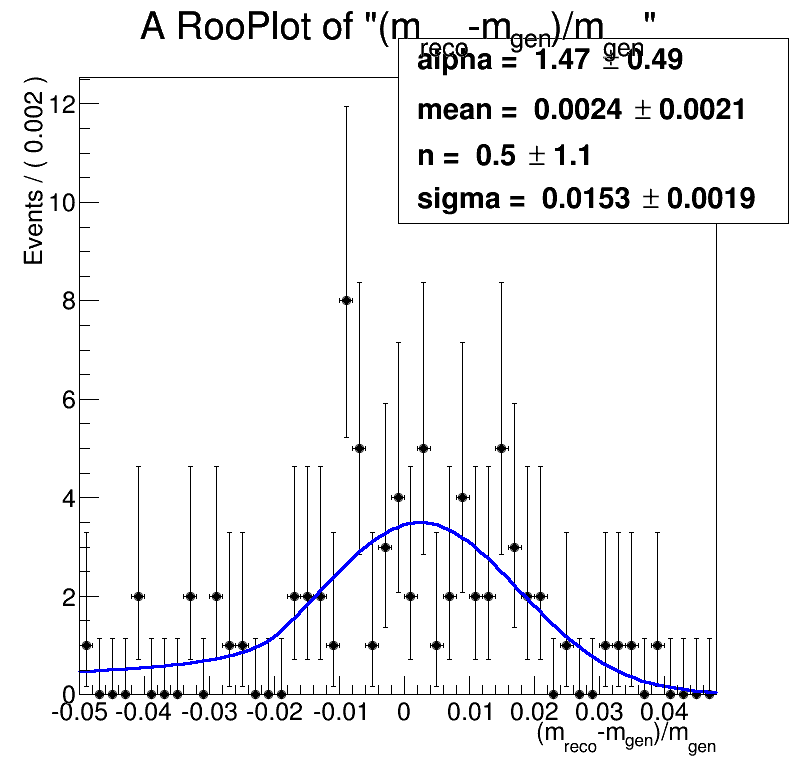 A RooPlot of "(m_reco-m_gen)/m_gen"
alpha = 1.47 ± 0.49
mean = 0.0024 ± 0.0021
n = 0.5 ± 1.1
sigma = 0.0153 ± 0.0019
Events / ( 0.002 )
12
10
8
6
4
2
0
-0.05 -0.04 -0.03 -0.02 -0.01 0 0.01 0.02 0.03 0.04
(m_reco-m_gen)/m_gen